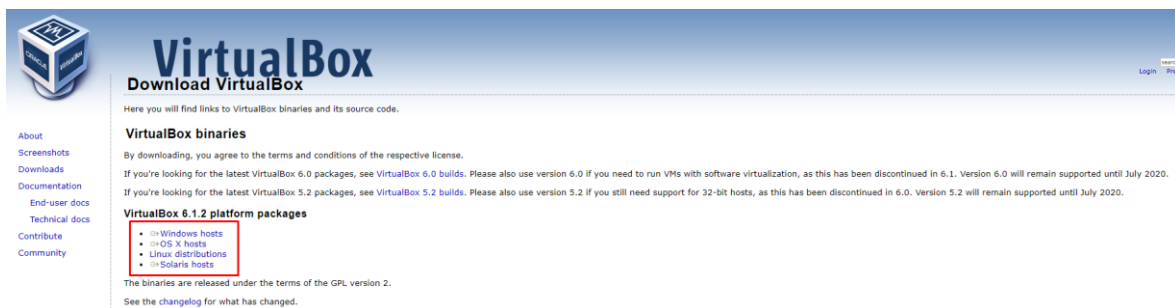 VirtualBox
Login
Download VirtualBox
Here you will find links to VirtualBox binaries and its source code.
About
Screenshots
Downloads
Documentation
End-user docs
Technical docs
Contribute
Community
VirtualBox binaries
By downloading, you agree to the terms and conditions of the respective license.
If you're looking for the latest VirtualBox 6.0 packages, see VirtualBox 6.0 builds. Please also use version 6.0 if you need to run VMs with software virtualization, as this has been discontinued in 6.1. Version 6.0 will remain supported until July 2020.
If you're looking for the latest VirtualBox 5.2 packages, see VirtualBox 5.2 builds. Please also use version 5.2 if you still need support for 32-bit hosts, as this has been discontinued in 6.0. Version 5.2 will remain supported until July 2020.
VirtualBox 6.1.2 platform packages
Windows hosts
OS X hosts
Linux distributions
Solaris hosts
The binaries are released under the terms of the GPL version 2.
See the changelog for what has changed.